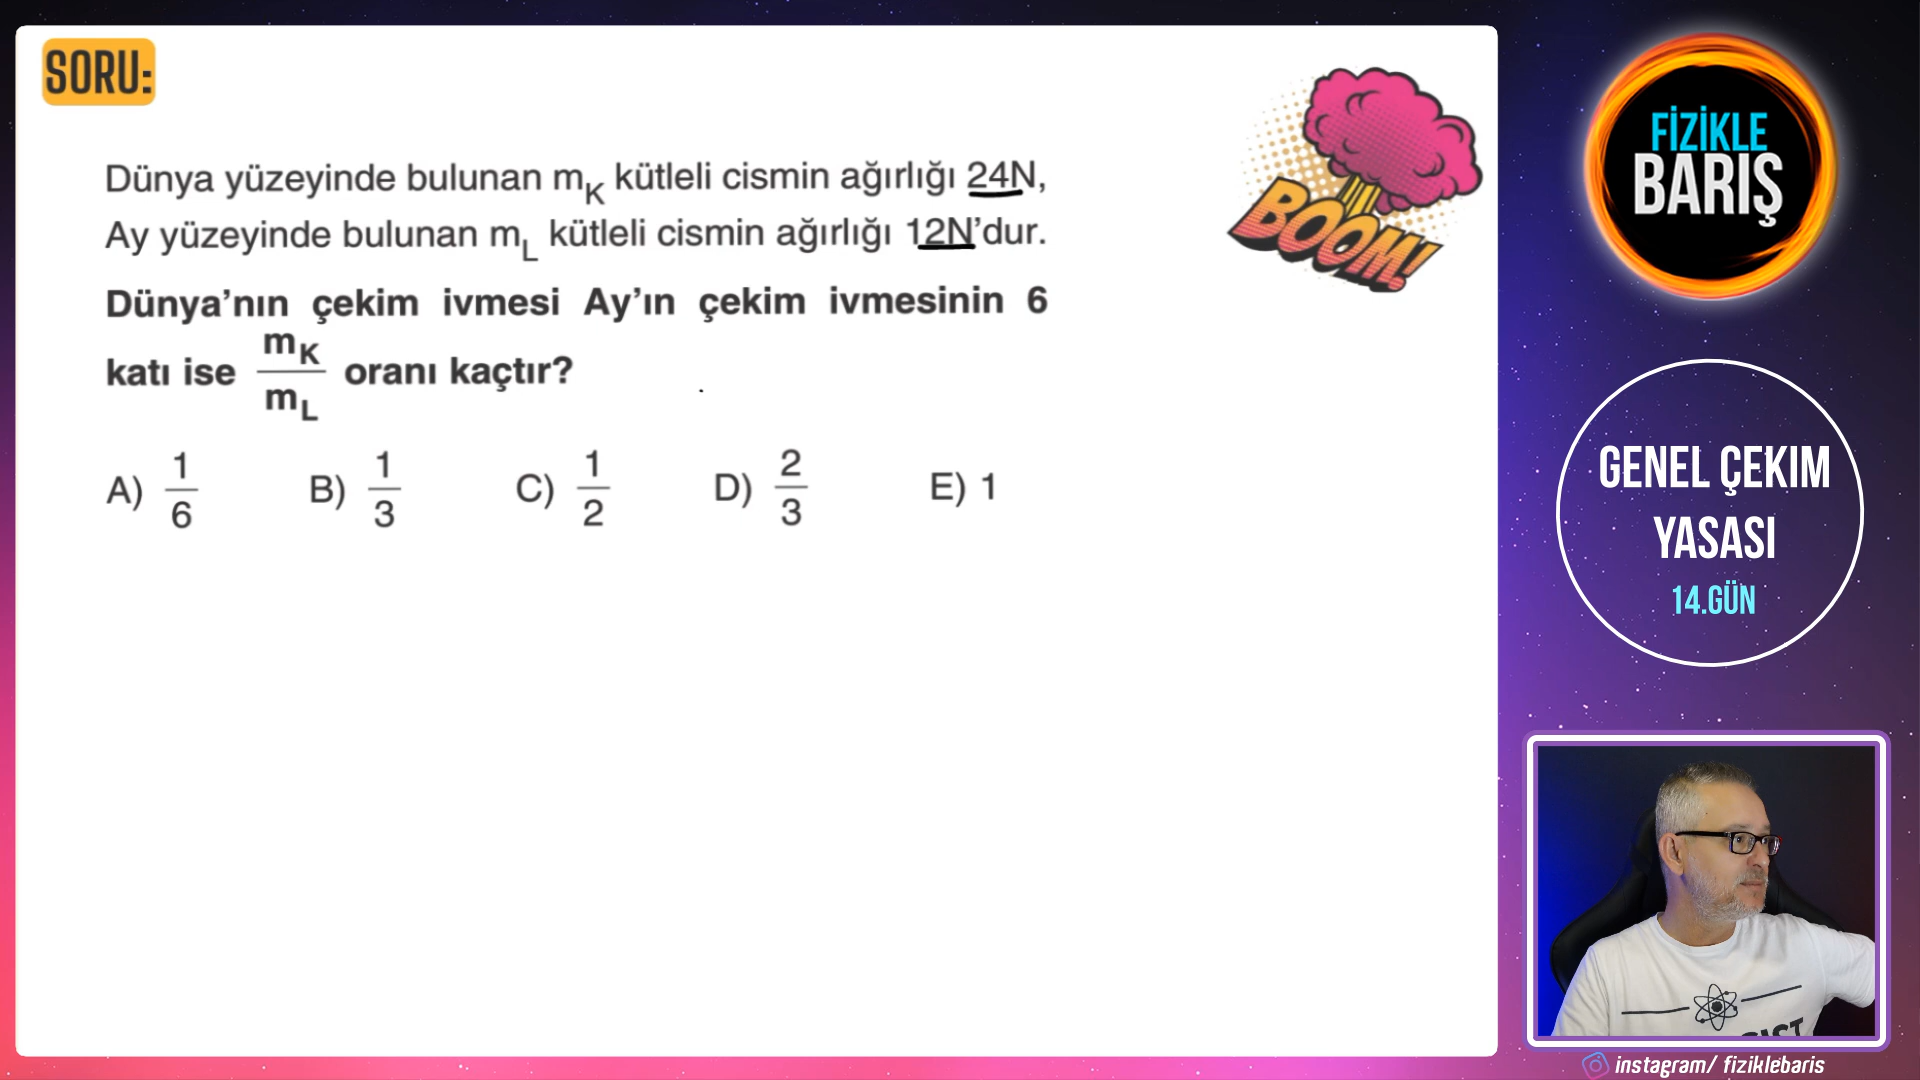 SORU:
Dünya yüzeyinde bulunan mK kütleli cismin ağırlığı 24N,
Ay yüzeyinde bulunan mL kütleli cismin ağırlığı 12N'dur.
Dünya'nın çekim ivmesi Ay'ın çekim ivmesinin 6
katı ise mK/mL oranı kaçtır?
A) 1/6 B) 1/3 C) 1/2 D) 2/3 E) 1
BOOM!
FİZİKLE
BARIŞ
GENEL ÇEKIM
YASASI
14.GÜN
instagram/ fiziklebaris